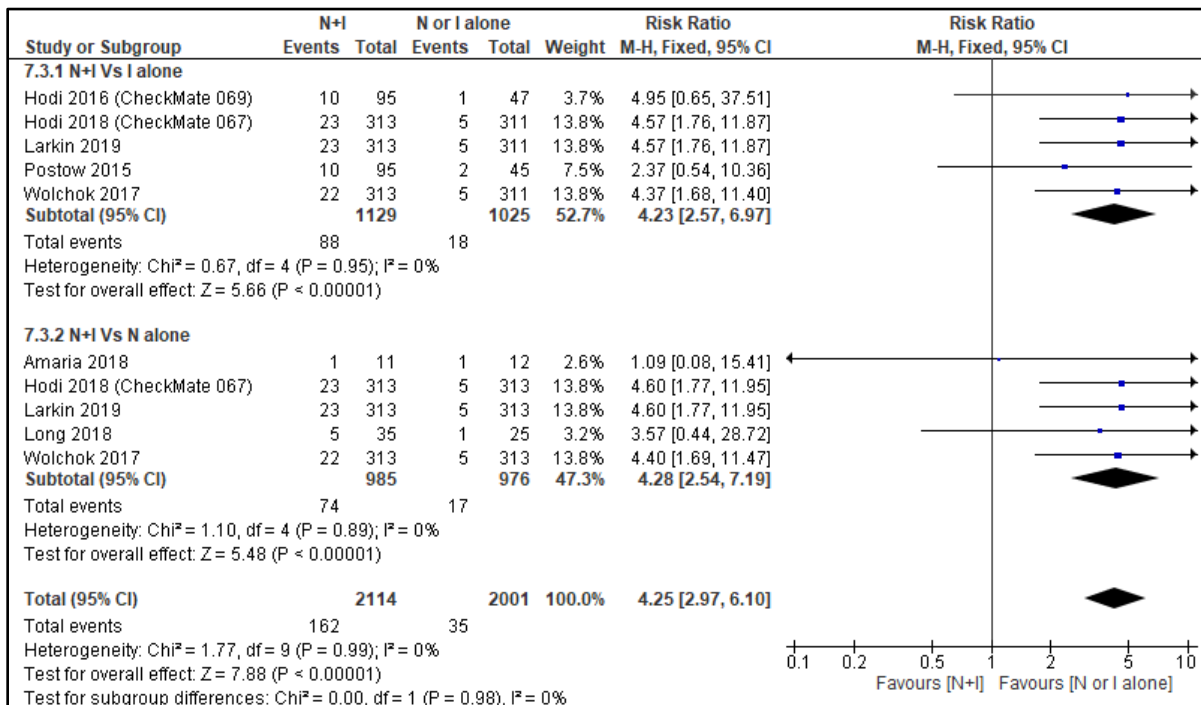 N+I N or I alone Risk Ratio Risk Ratio
Study or Subgroup Events Total Events Total Weight M-H, Fixed, 95% CI M-H, Fixed, 95% CI
7.3.1 N+I Vs I alone
Hodi 2016 (CheckMate 069) 10 95 1 47 3.7% 4.95 [0.65, 37.51]
Hodi 2018 (CheckMate 067) 23 313 5 311 13.8% 4.57 [1.76, 11.87]
Larkin 2019 23 313 5 311 13.8% 4.57 [1.76, 11.87]
Postow 2015 10 95 2 45 7.5% 2.37 [0.54, 10.36]
Wolchok 2017 22 313 5 311 13.8% 4.37 [1.68, 11.40]
Subtotal (95% CI) 1129 1025 52.7% 4.23 [2.57, 6.97]
Total events 88 18
Heterogeneity: Chi² = 0.67, df = 4 (P = 0.95); I² = 0%
Test for overall effect: Z = 5.66 (P < 0.00001)
7.3.2 N+I Vs N alone
Amaria 2018 1 11 1 12 2.6% 1.09 [0.08, 15.41]
Hodi 2018 (CheckMate 067) 23 313 5 313 13.8% 4.60 [1.77, 11.95]
Larkin 2019 23 313 5 313 13.8% 4.60 [1.77, 11.95]
Long 2018 5 35 1 25 3.2% 3.57 [0.44, 28.72]
Wolchok 2017 22 313 5 313 13.8% 4.40 [1.69, 11.47]
Subtotal (95% CI) 985 976 47.3% 4.28 [2.54, 7.19]
Total events 74 17
Heterogeneity: Chi² = 1.10, df = 4 (P = 0.89); I² = 0%
Test for overall effect: Z = 5.48 (P < 0.00001)
Total (95% CI) 2114 2001 100.0% 4.25 [2.97, 6.10]
Total events 162 35
Heterogeneity: Chi² = 1.77, df = 9 (P = 0.99); I² = 0%
Test for overall effect: Z = 7.88 (P < 0.00001)
Test for subgroup differences: Chi² = 0.00, df = 1 (P = 0.98), I² = 0%
0.1 0.2 0.5 1 2 5 10
Favours [N+I] Favours [N or I alone]